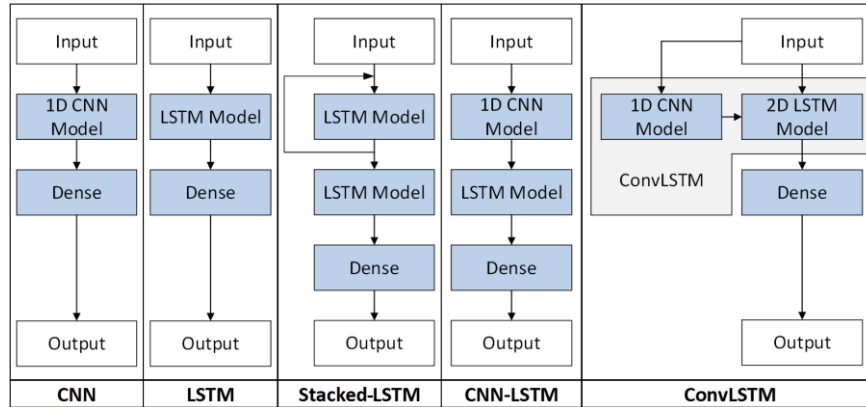 Input
1D CNN
Model
Dense
Output
CNN
Input
LSTM Model
Dense
Output
LSTM
Input
LSTM Model
LSTM Model
Dense
Output
Stacked-LSTM
Input
1D CNN
Model
LSTM Model
Dense
Output
CNN-LSTM
Input
1D CNN
Model
2D LSTM
Model
ConvLSTM
Dense
Output
ConvLSTM